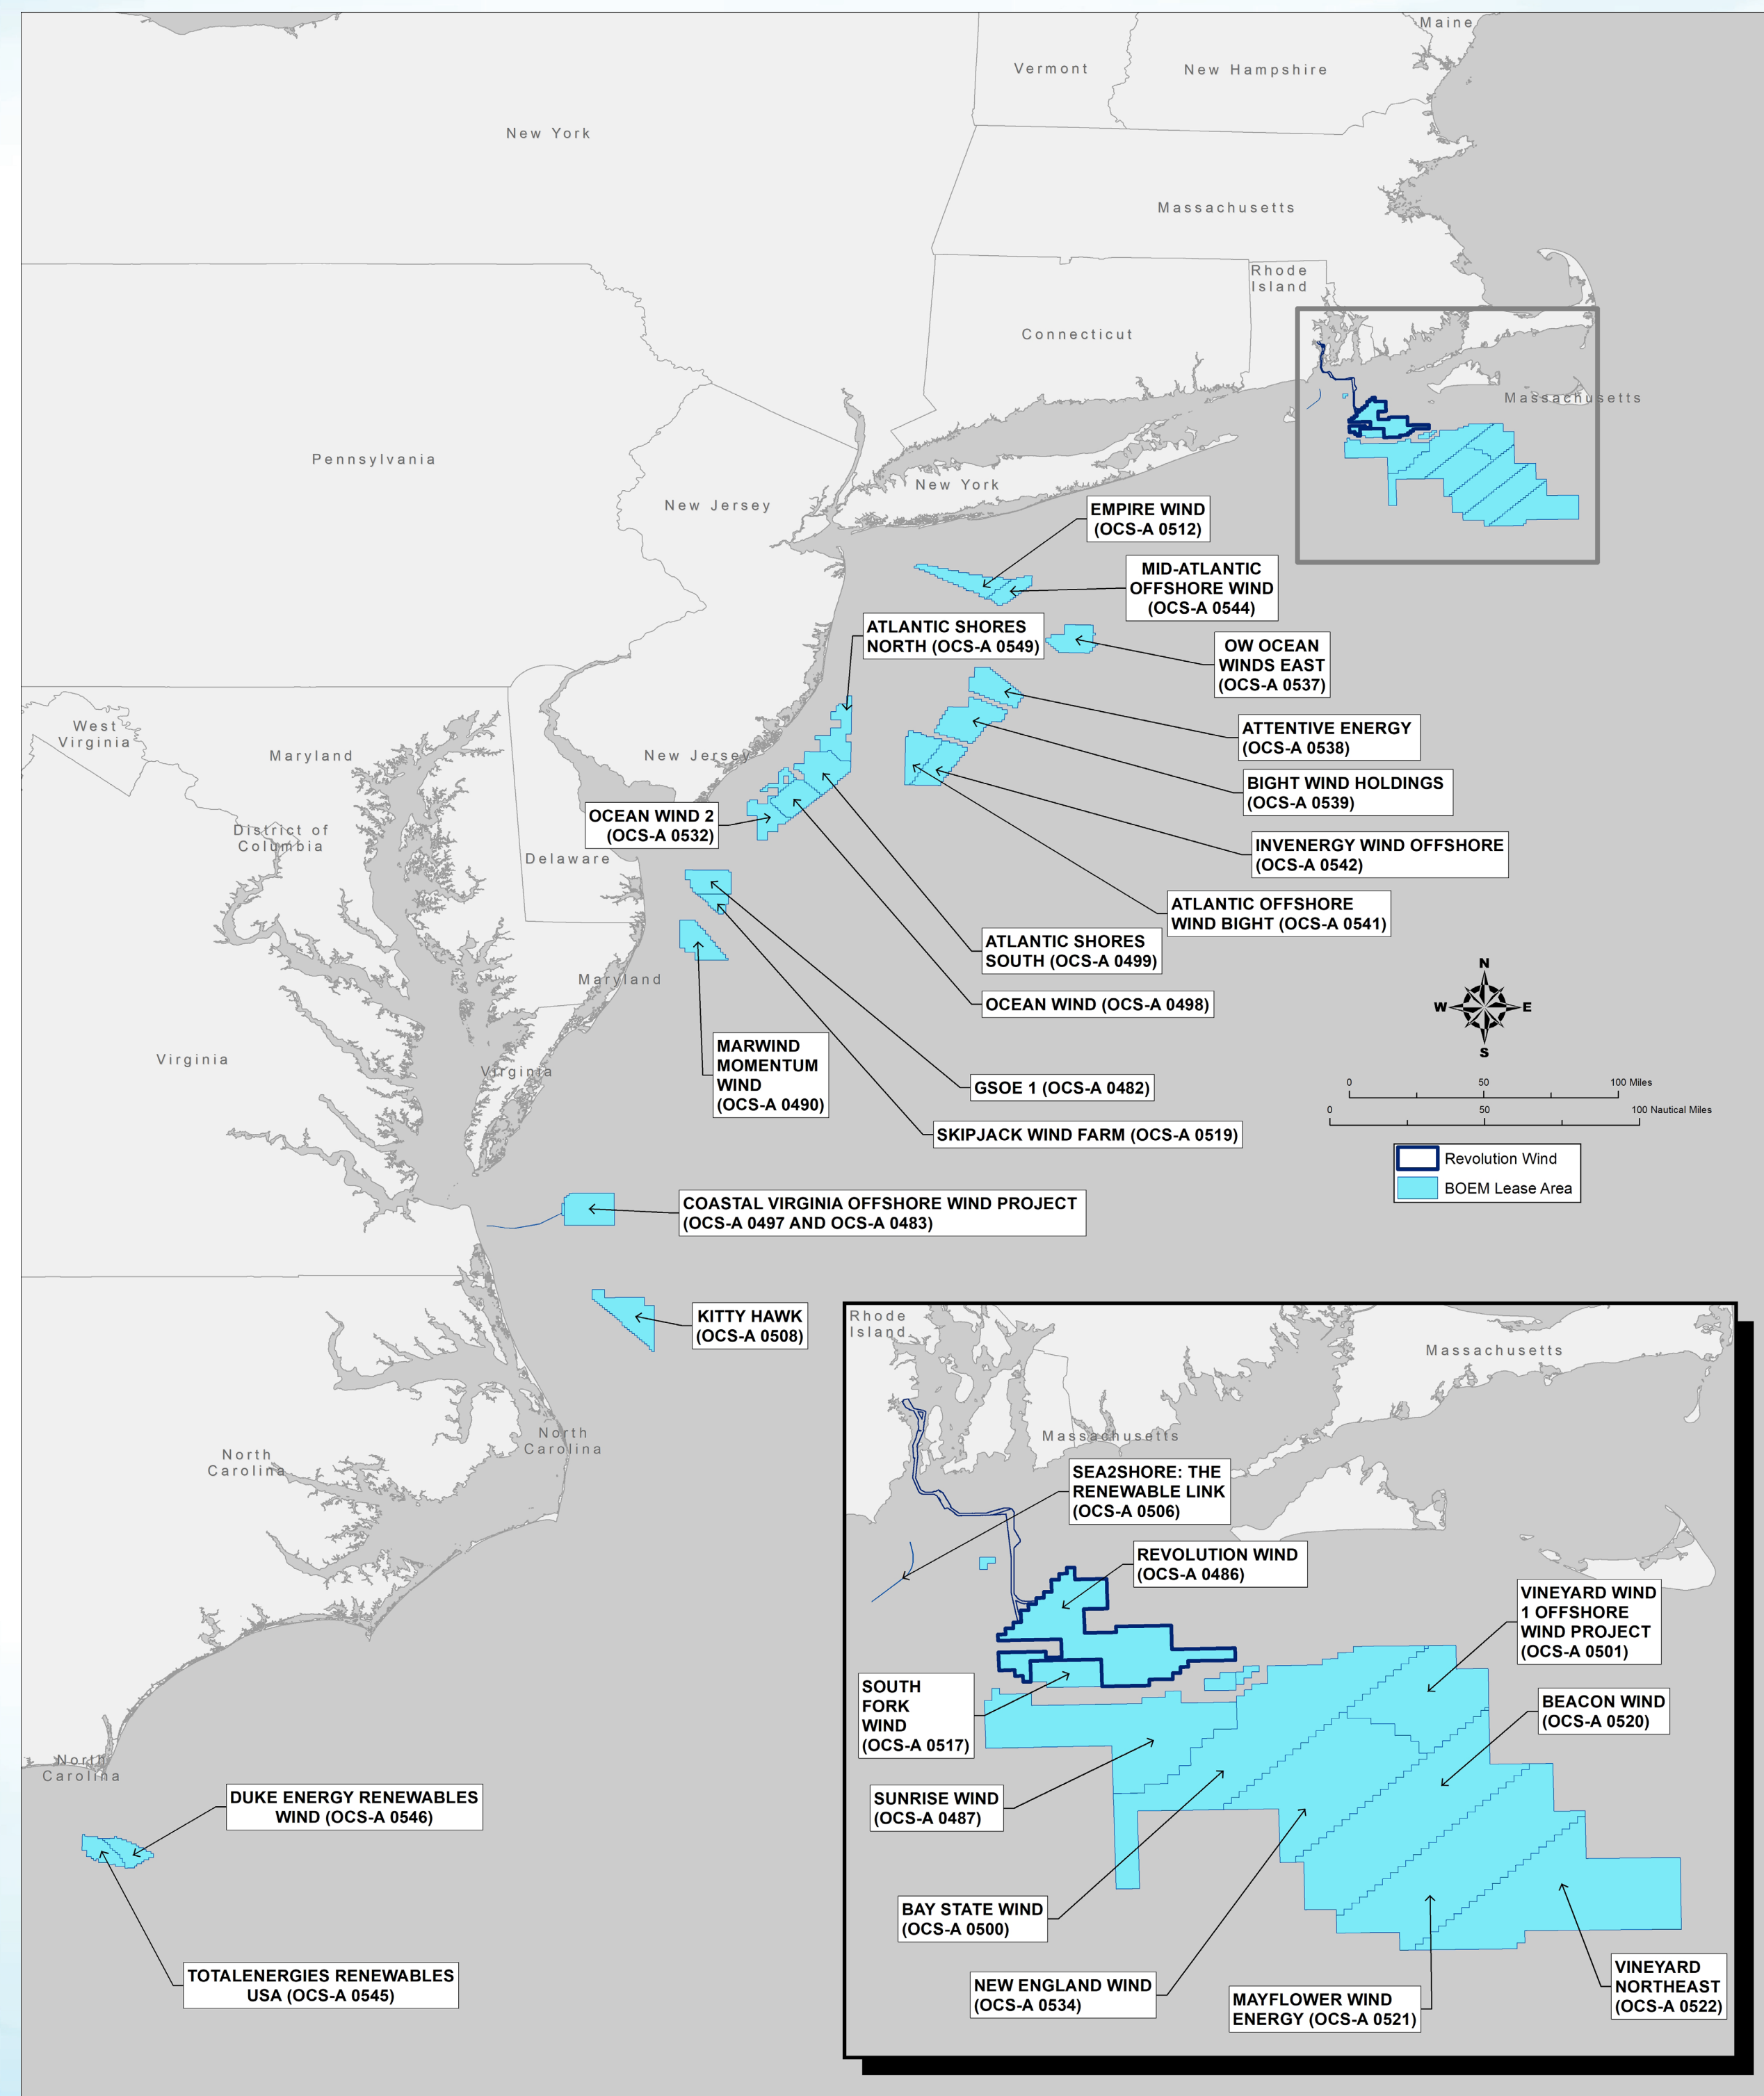 Maine
Vermont
New Hampshire
New York
Massachusetts
Rhode
Island
Connecticut
Massachusetts
Pennsylvania
New York
New Jersey
EMPIRE WIND
(OCS-A 0512)
MID-ATLANTIC
OFFSHORE WIND
(OCS-A 0544)
ATLANTIC SHORES
NORTH (OCS-A 0549)
OW OCEAN
WINDS EAST
(OCS-A 0537)
West
Virginia
Maryland
New Jersey
ATTENTIVE ENERGY
(OCS-A 0538)
BIGHT WIND HOLDINGS
(OCS-A 0539)
OCEAN WIND 2
(OCS-A 0532)
District of
Columbia
Delaware
INVENERGY WIND OFFSHORE
(OCS-A 0542)
ATLANTIC OFFSHORE
WIND BIGHT (OCS-A 0541)
ATLANTIC SHORES
SOUTH (OCS-A 0499)
Maryland
OCEAN WIND (OCS-A 0498)
N
W
E
S
Virginia
Virginia
MARWIND
MOMENTUM
WIND
(OCS-A 0490)
GSOE 1 (OCS-A 0482)
SKIPJACK WIND FARM (OCS-A 0519)
0 50 100 Miles
0 50 100 Nautical Miles
Revolution Wind
BOEM Lease Area
COASTAL VIRGINIA OFFSHORE WIND PROJECT
(OCS-A 0497 AND OCS-A 0483)
KITTY HAWK
(OCS-A 0508)
North
Carolina
North
Carolina
North
Carolina
DUKE ENERGY RENEWABLES
WIND (OCS-A 0546)
TOTALENERGIES RENEWABLES
USA (OCS-A 0545)
Rhode
Island
Massachusetts
Massachusetts
SEA2SHORE: THE
RENEWABLE LINK
(OCS-A 0506)
REVOLUTION WIND
(OCS-A 0486)
VINEYARD WIND
1 OFFSHORE
WIND PROJECT
(OCS-A 0501)
SOUTH
FORK
WIND
(OCS-A 0517)
BEACON WIND
(OCS-A 0520)
SUNRISE WIND
(OCS-A 0487)
BAY STATE WIND
(OCS-A 0500)
NEW ENGLAND WIND
(OCS-A 0534)
MAYFLOWER WIND
ENERGY (OCS-A 0521)
VINEYARD
NORTHEAST
(OCS-A 0522)